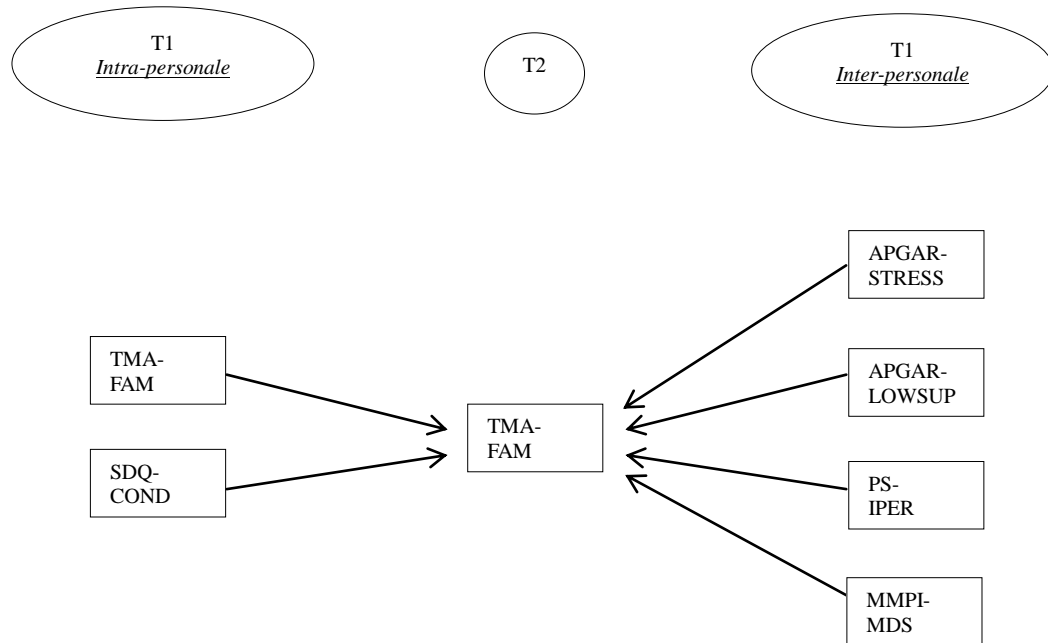 T1
Intra-personale
T2
T1
Inter-personale
TMA-
FAM
SDQ-
COND
TMA-
FAM
APGAR-
STRESS
APGAR-
LOWSUP
PS-
IPER
MMPI-
MDS